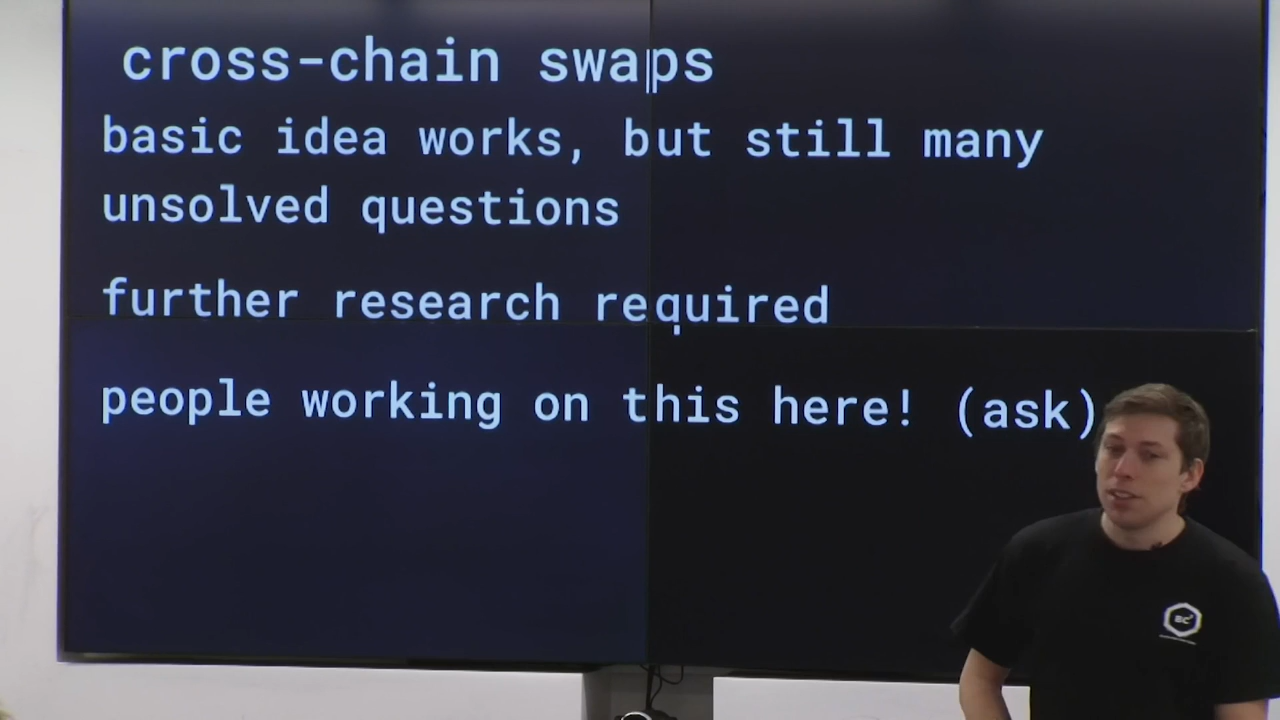 cross-chain swaps
basic idea works, but still many
unsolved questions
further research required
people working on this here! (ask)